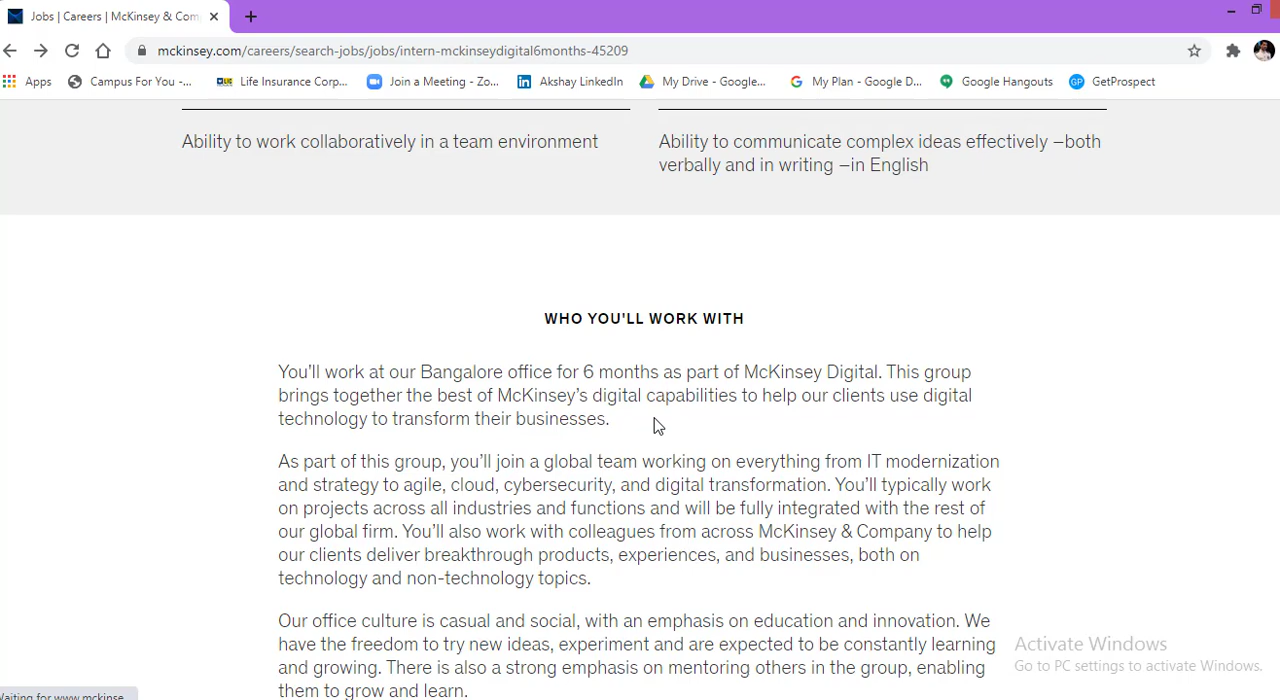 Jobs | Careers | McKinsey & Com
mckinsey.com/careers/search-jobs/jobs/intern-mckinseydigital6months-45209
Apps Campus For You -... LIC Life Insurance Corp... Join a Meeting - Zo... in Akshay LinkedIn My Drive - Google... G My Plan - Google D... Google Hangouts GP GetProspect
Ability to work collaboratively in a team environment
Ability to communicate complex ideas effectively –both
verbally and in writing –in English
WHO YOU'LL WORK WITH
You'll work at our Bangalore office for 6 months as part of McKinsey Digital. This group
brings together the best of McKinsey's digital capabilities to help our clients use digital
technology to transform their businesses.
As part of this group, you'll join a global team working on everything from IT modernization
and strategy to agile, cloud, cybersecurity, and digital transformation. You'll typically work
on projects across all industries and functions and will be fully integrated with the rest of
our global firm. You'll also work with colleagues from across McKinsey & Company to help
our clients deliver breakthrough products, experiences, and businesses, both on
technology and non-technology topics.
Our office culture is casual and social, with an emphasis on education and innovation. We
have the freedom to try new ideas, experiment and are expected to be constantly learning
and growing. There is also a strong emphasis on mentoring others in the group, enabling
them to grow and learn.
Activate Windows
Go to PC settings to activate Windows.
Waiting for www.mckinse...